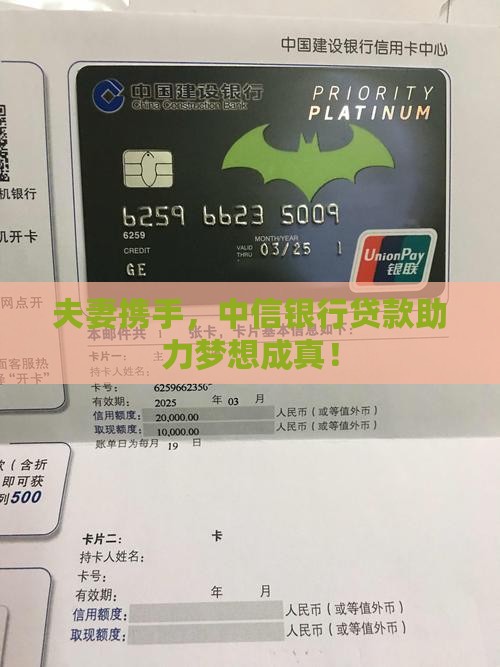 中国建设银行信用卡中心
中国建设银行
China Construction Bank
PRIORITY
PLATINUM
6259 6623 5009
6259
CREDIT
MONTH/YEAR
VALID THRU
03/25 1
GE
UnionPay
银联
机银行
机开卡
网点开
面客服热
“开卡”
夫妻携手，中信银行贷款助
力梦想成真！
本邮件共 1 张卡，卡片基本信息如下：
卡片一： 主
卡号： 6259662350
有效期： 2025 年 03 月
信用额度： 20,000.00 人民币（或等值外币）
取现额度： 10,000.00 人民币（或等值外币）
账单日为每月 19 日
（含折
即可获
列500
卡片二： 卡
持卡人姓名：
卡号：
有效期： 年 月
信用额度： 人民币（或等值外币）
取现额度： 人民币（或等值外币）